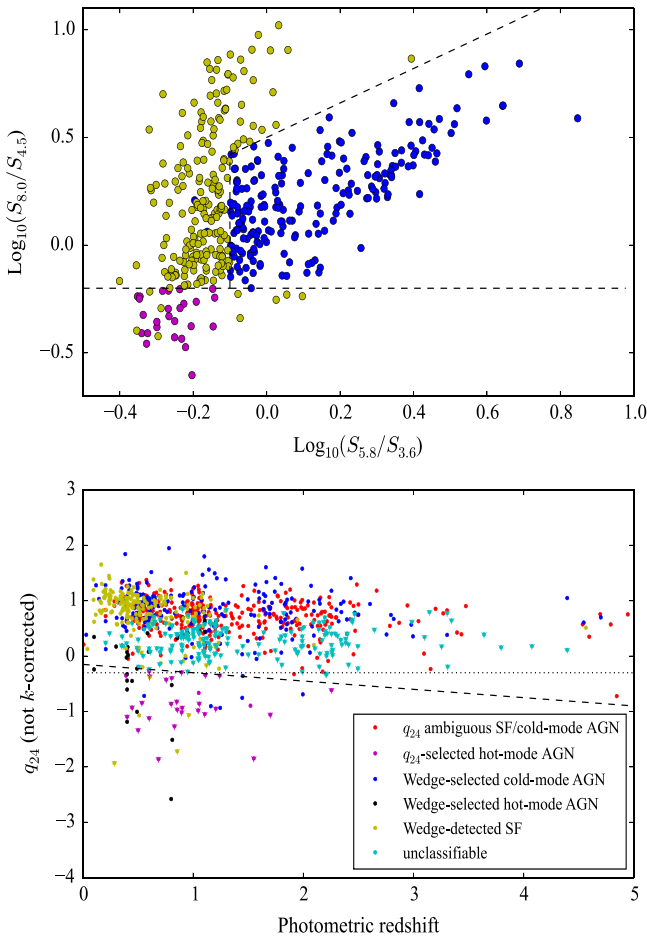 1.0
0.5
0.0
−0.5
Log₁₀(S₈.₀/S₄.₅)
−0.4 −0.2 0.0 0.2 0.4 0.6 0.8 1.0
Log₁₀(S₅.₈/S₃.₆)
3
2
1
0
−1
−2
−3
−4
q₂₄ (not k-corrected)
q₂₄ ambiguous SF/cold-mode AGN
q₂₄-selected hot-mode AGN
Wedge-selected cold-mode AGN
Wedge-selected hot-mode AGN
Wedge-detected SF
unclassifiable
0 1 2 3 4 5
Photometric redshift